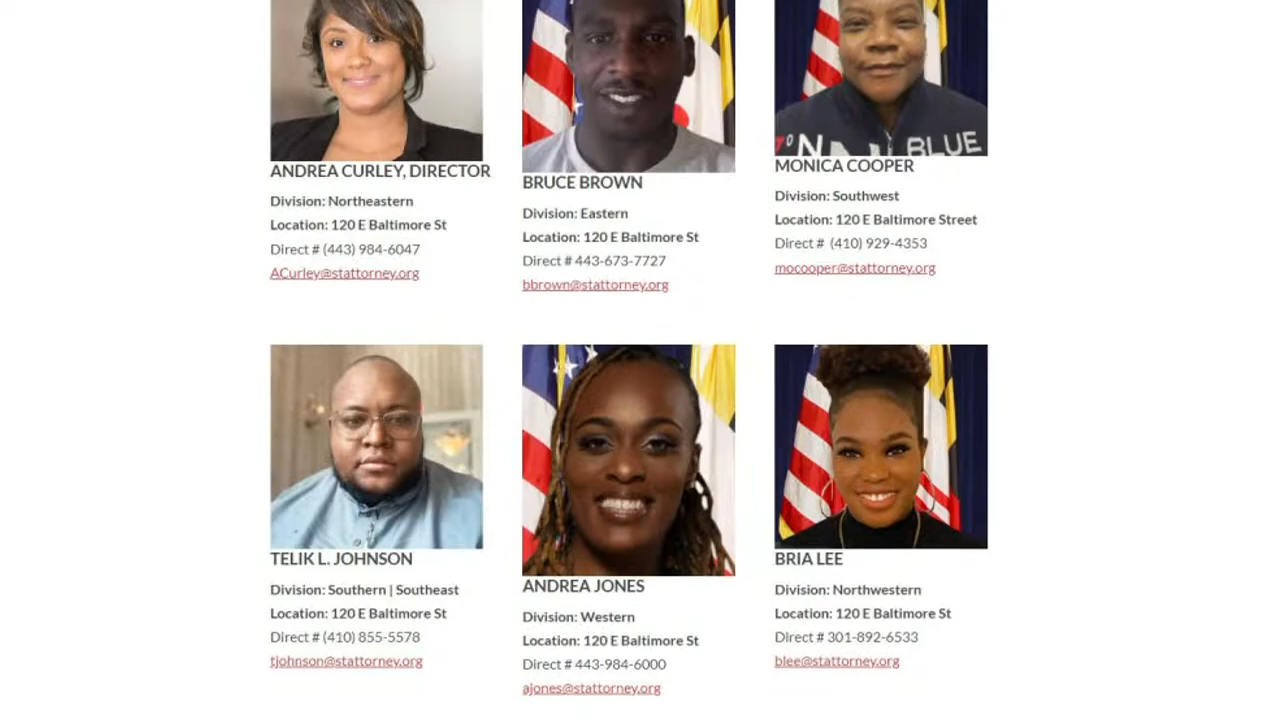 7°N
BLUE
ANDREA CURLEY, DIRECTOR
Division: Northeastern
Location: 120 E Baltimore St
Direct # (443) 984-6047
ACurley@stattorney.org
BRUCE BROWN
Division: Eastern
Location: 120 E Baltimore St
Direct # 443-673-7727
bbrown@stattorney.org
MONICA COOPER
Division: Southwest
Location: 120 E Baltimore Street
Direct # (410) 929-4353
mocooper@stattorney.org
TELIK L. JOHNSON
Division: Southern | Southeast
Location: 120 E Baltimore St
Direct # (410) 855-5578
tjohnson@stattorney.org
ANDREA JONES
Division: Western
Location: 120 E Baltimore St
Direct # 443-984-6000
ajones@stattorney.org
BRIA LEE
Division: Northwestern
Location: 120 E Baltimore St
Direct # 301-892-6533
blee@stattorney.org